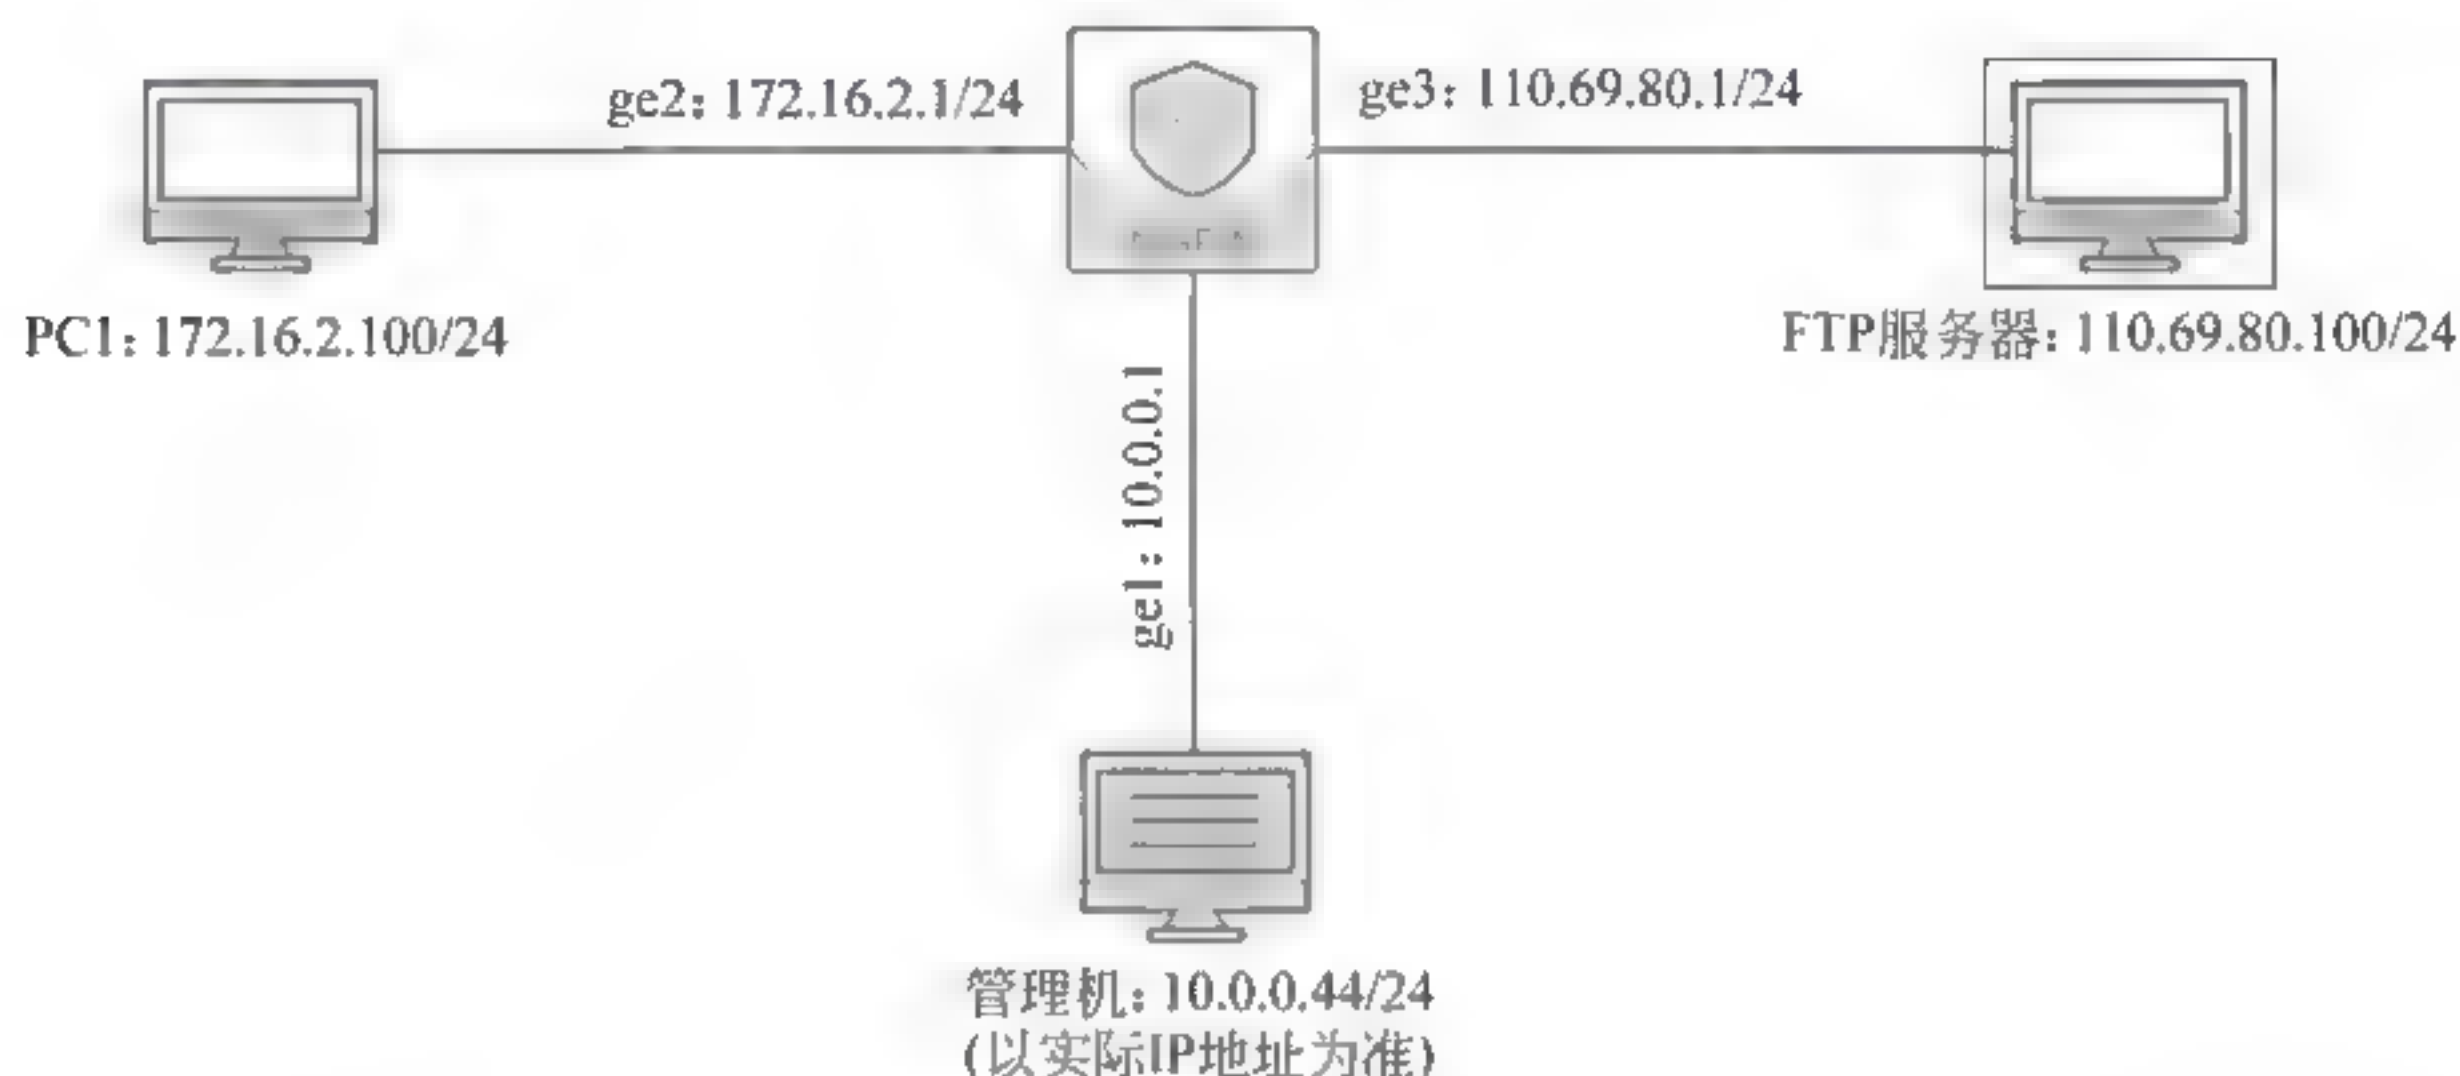 ge2: 172.16.2.1/24
ge3: 110.69.80.1/24
PC1: 172.16.2.100/24
FTP服务器: 110.69.80.100/24
ge1: 10.0.0.1
管理机: 10.0.0.44/24
(以实际IP地址为准)